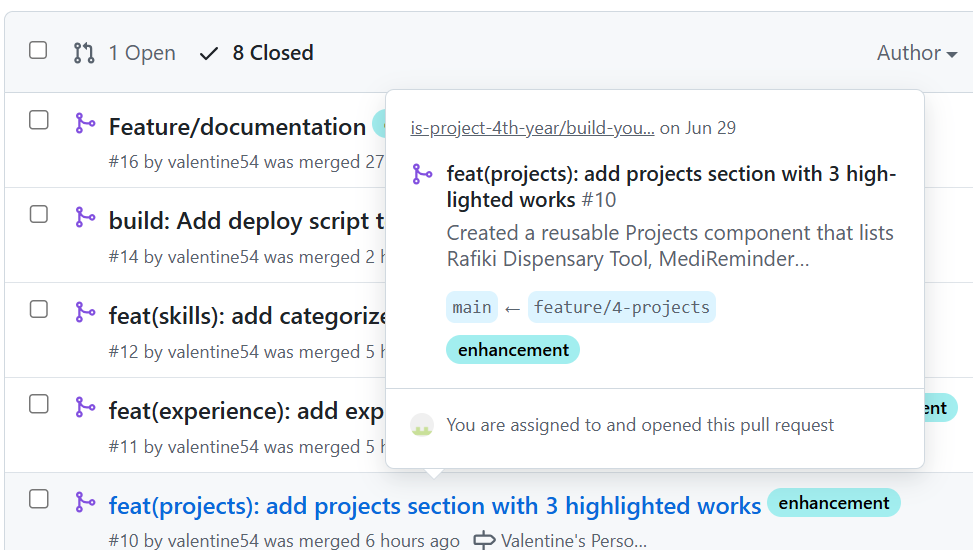 1 Open 8 Closed Author
Feature/documentation
#16 by valentine54 was merged 27
build: Add deploy script t
#14 by valentine54 was merged 2 h
feat(skills): add categorize
#12 by valentine54 was merged 5 h
feat(experience): add exp
#11 by valentine54 was merged 5 h
is-project-4th-year/build-you... on Jun 29
feat(projects): add projects section with 3 high-
lighted works #10
Created a reusable Projects component that lists
Rafiki Dispensary Tool, MediReminder...
main ← feature/4-projects
enhancement
You are assigned to and opened this pull request
ent
feat(projects): add projects section with 3 highlighted works enhancement
#10 by valentine54 was merged 6 hours ago Valentine's Perso...